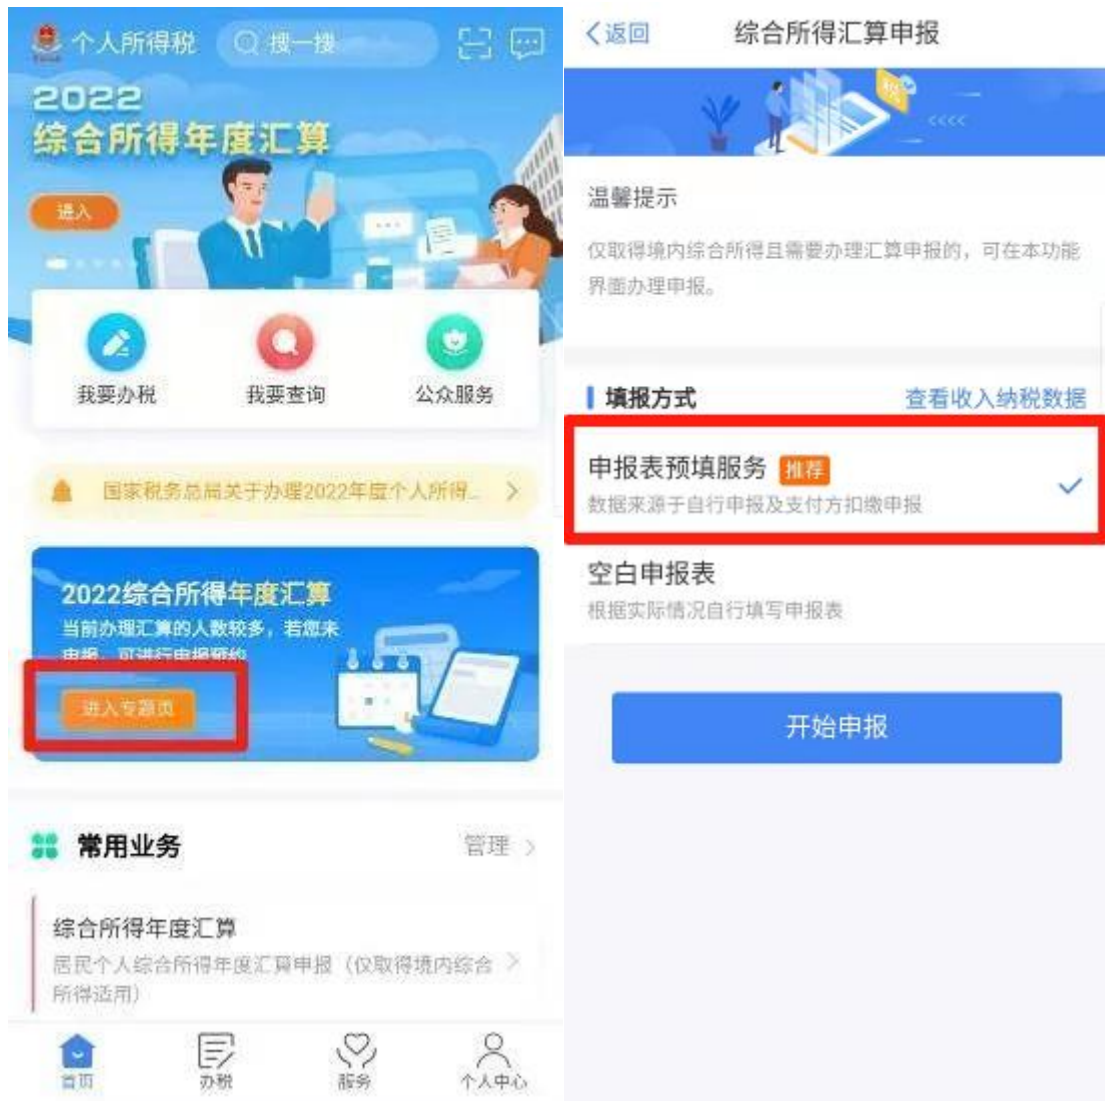 个人所得税
搜一搜
2022
综合所得年度汇算
进入
我要办税
我要查询
公众服务
国家税务总局关于办理2022年度个人所得...
2022综合所得年度汇算
当前办理汇算的人数较多，若您未
申报，可进行申报预约
进入专题页
常用业务
管理
综合所得年度汇算
居民个人综合所得年度汇算申报（仅取得境内综合
所得适用）
首页
办税
服务
个人中心
返回
综合所得汇算申报
温馨提示
仅取得境内综合所得且需要办理汇算申报的，可在本功能
界面办理申报。
填报方式
查看收入纳税数据
申报表预填服务 推荐
数据来源于自行申报及支付方扣缴申报
空白申报表
根据实际情况自行填写申报表
开始申报